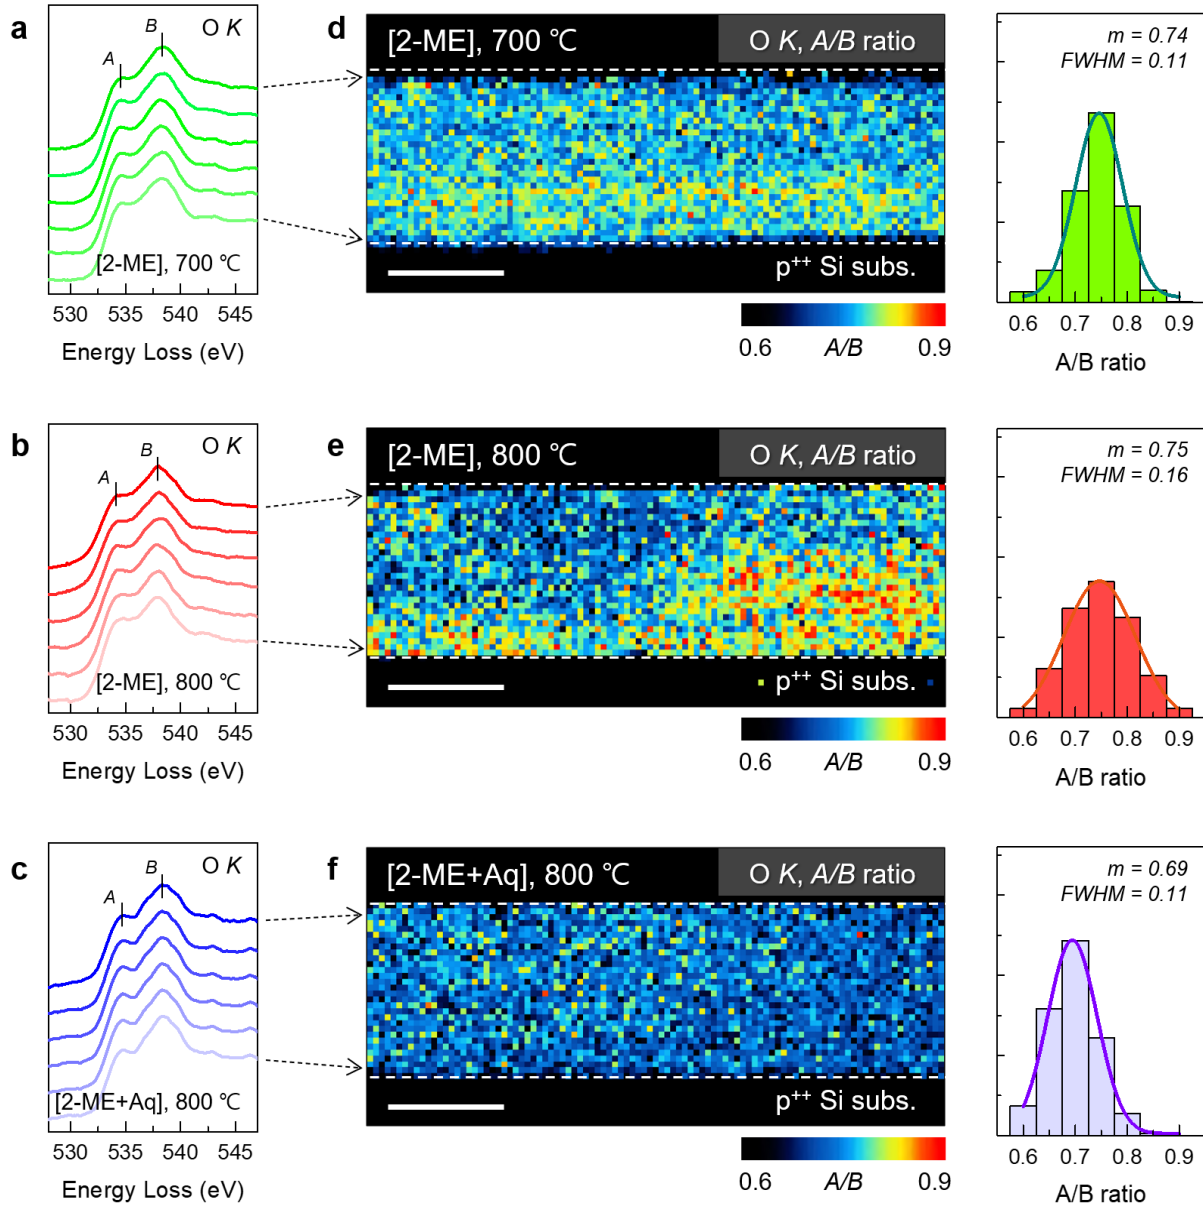 a
O K
A
B
[2-ME], 700 ℃
530 535 540 545
Energy Loss (eV)
d
[2-ME], 700 ℃
O K, A/B ratio
p++ Si subs.
0.6 A/B 0.9
m = 0.74
FWHM = 0.11
0.6 0.7 0.8 0.9
A/B ratio
b
O K
A
B
[2-ME], 800 ℃
530 535 540 545
Energy Loss (eV)
e
[2-ME], 800 ℃
O K, A/B ratio
p++ Si subs.
0.6 A/B 0.9
m = 0.75
FWHM = 0.16
0.6 0.7 0.8 0.9
A/B ratio
c
O K
A
B
[2-ME+Aq], 800 ℃
530 535 540 545
Energy Loss (eV)
f
[2-ME+Aq], 800 ℃
O K, A/B ratio
p++ Si subs.
0.6 A/B 0.9
m = 0.69
FWHM = 0.11
0.6 0.7 0.8 0.9
A/B ratio